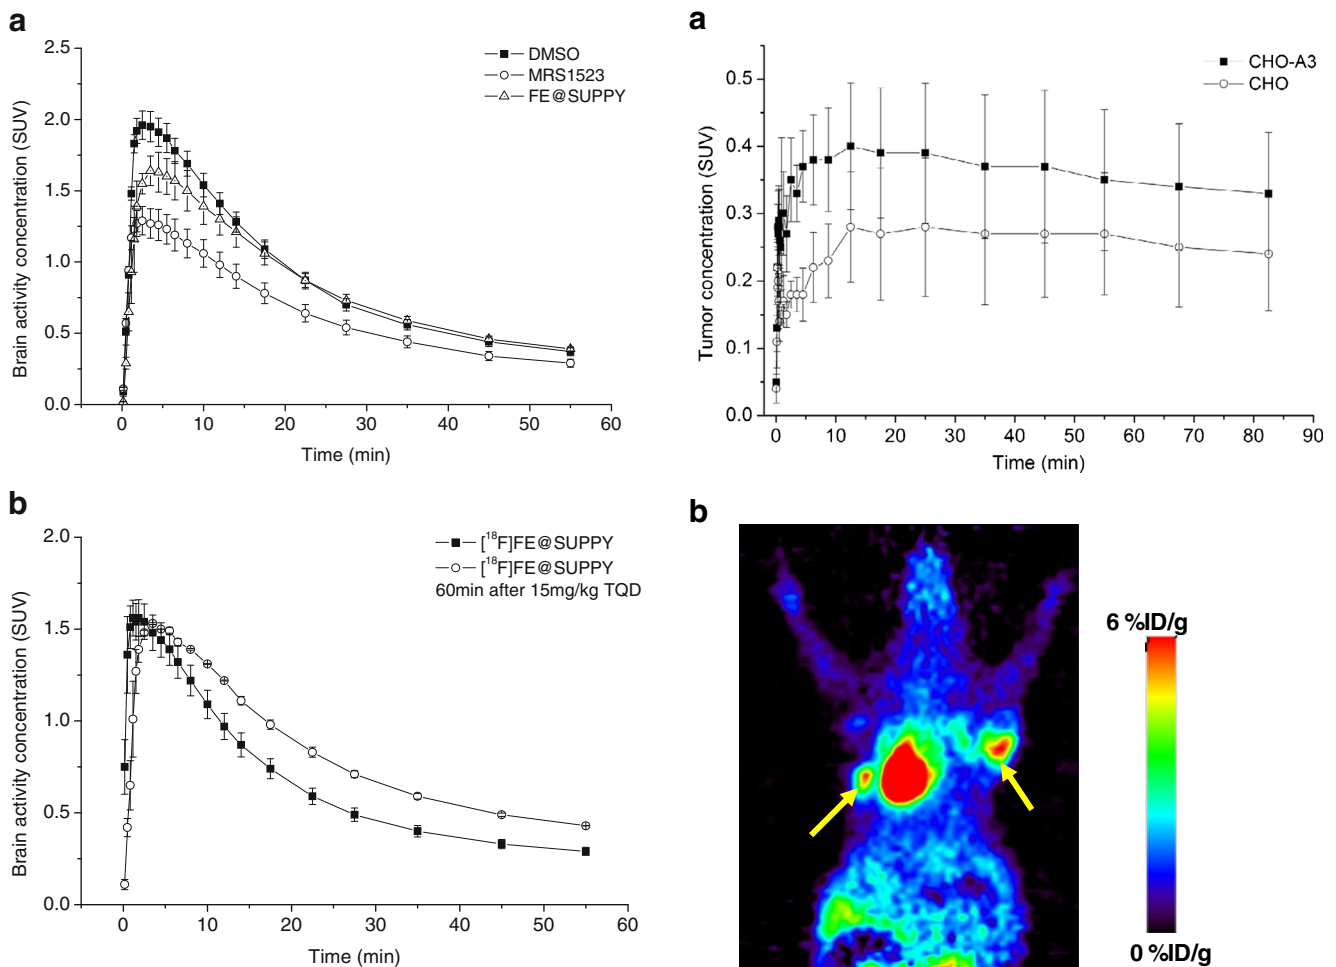 a
2.5
2.0
1.5
1.0
0.5
0.0
Brain activity concentration (SUV)
DMSO
MRS1523
FE@SUPPY
0 10 20 30 40 50 60
Time (min)
b
2.0
1.5
1.0
0.5
0.0
Brain activity concentration (SUV)
[¹⁸F]FE@SUPPY
[¹⁸F]FE@SUPPY
60min after 15mg/kg TQD
0 10 20 30 40 50 60
Time (min)
a
0.5
0.4
0.3
0.2
0.1
0.0
Tumor concentration (SUV)
CHO-A3
CHO
0 10 20 30 40 50 60 70 80 90
Time (min)
b
6 %ID/g
0 %ID/g